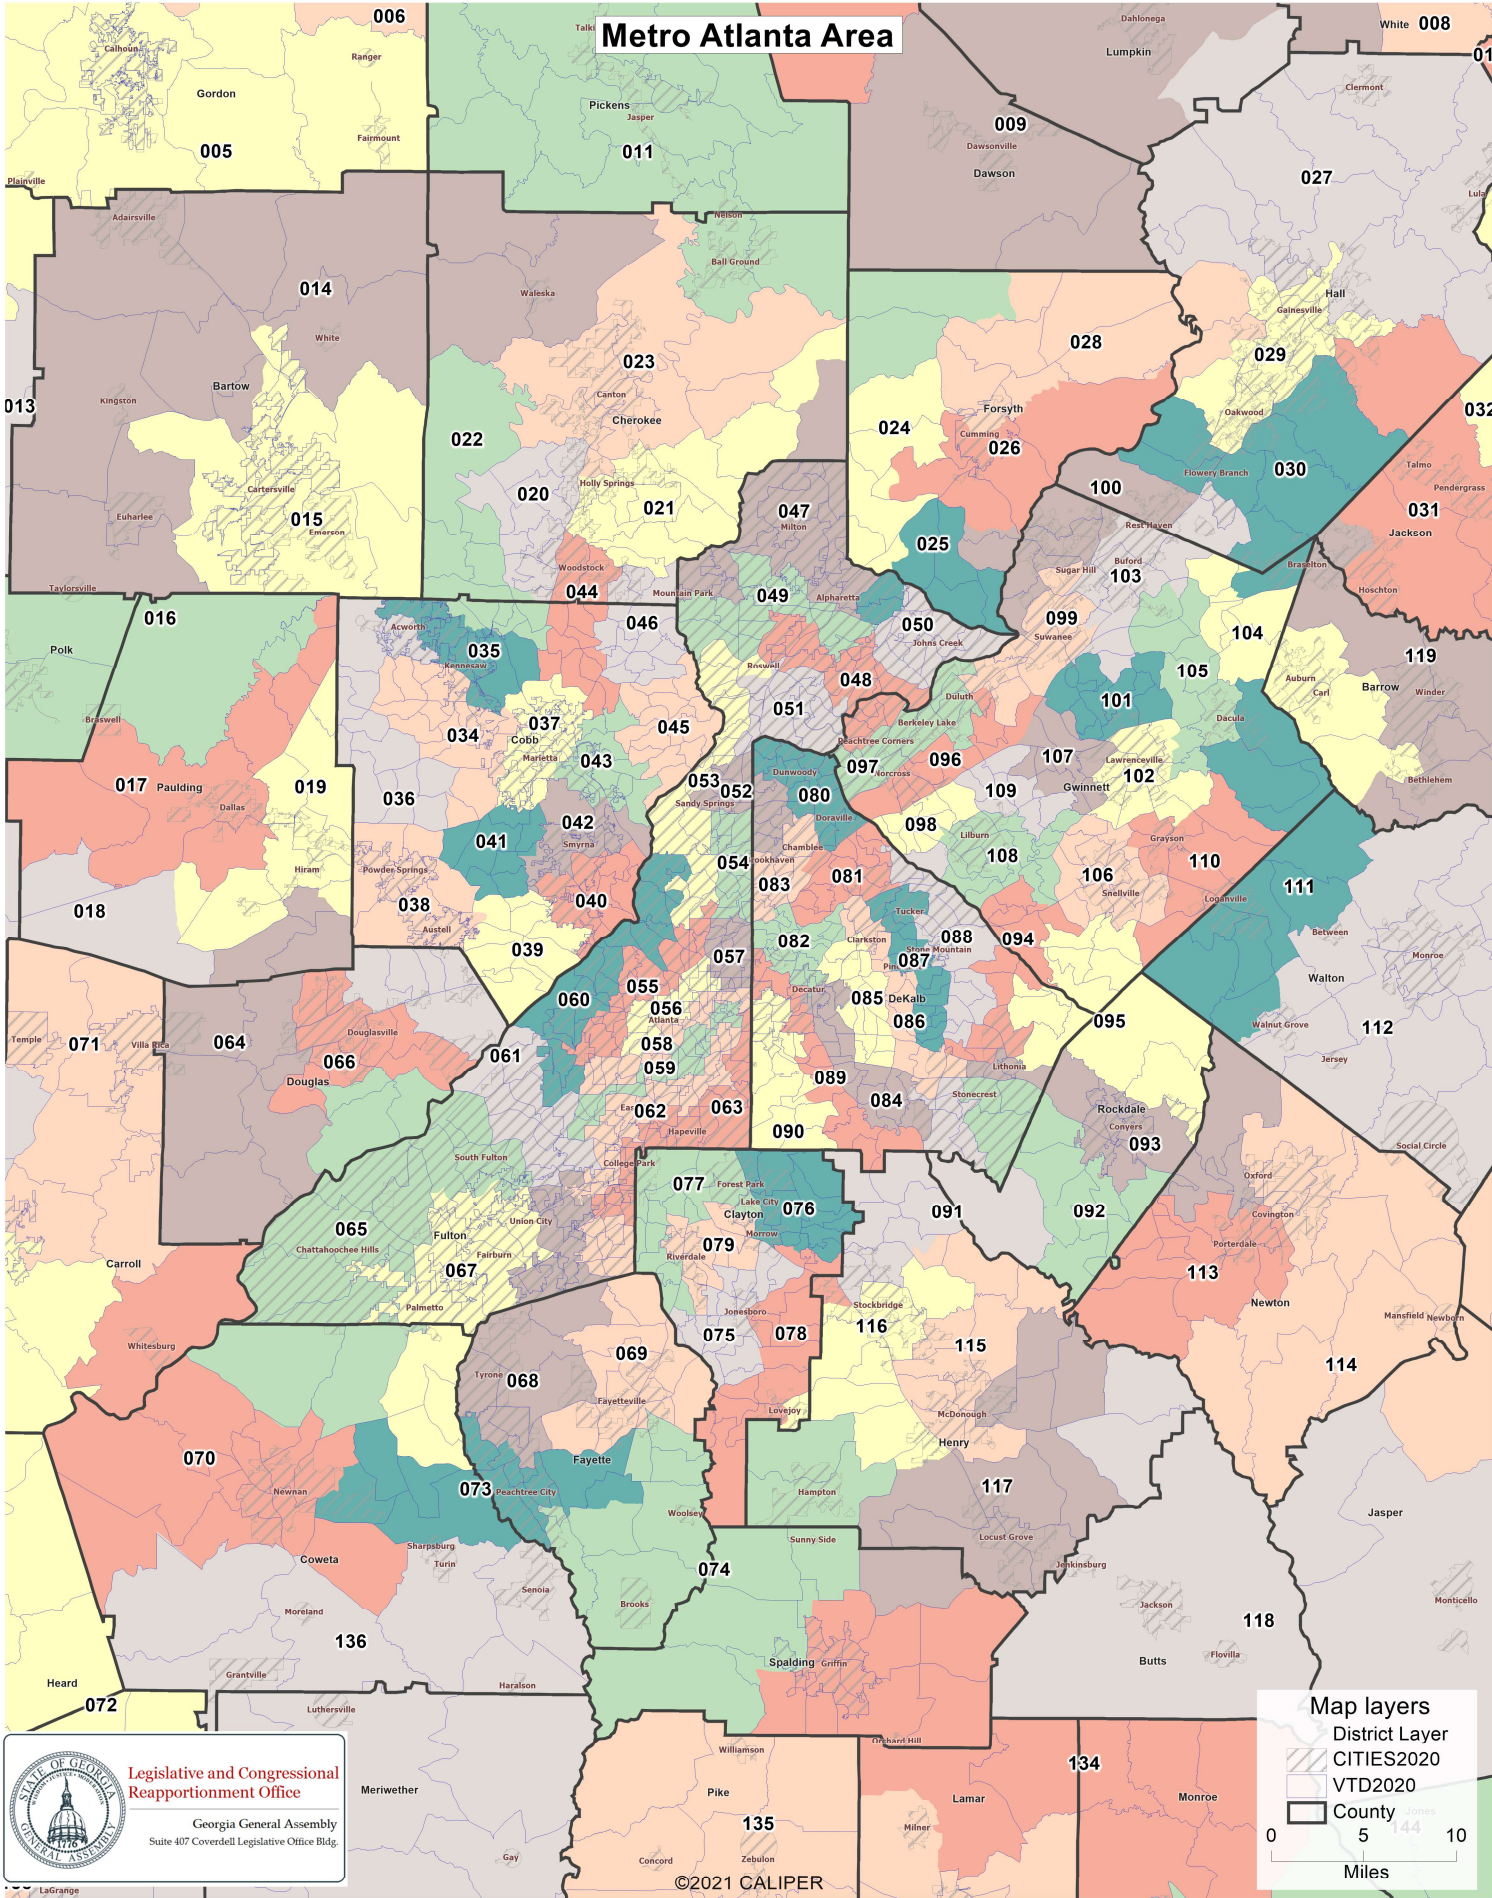 Metro Atlanta Area
006
Dahlonega
White 008
Calhoun
Ranger
Lumpkin
01
Gordon
Pickens
Jasper
Clermont
Fairmount
005
011
009
Dawsonville
Dawson
027
Plainville
Lula
Adairsville
Nelson
Ball Ground
014
Waleska
Hall
Gainesville
White
023
028
029
Bartow
Kingston
Canton
Cherokee
013
Forsyth
032
022
024
Cumming
026
Oakwood
Talmo
Flowery Branch
030
Pendergrass
Cartersville
020
Holly Springs
021
047
Milton
100
031
Euharlee
015
Emerson
Rest Haven
Jackson
025
Woodstock
Sugar Hill
Buford
103
Braselton
Taylorsville
044
Mountain Park
049
Alpharetta
Hoschton
016
Acworth
046
050
Johns Creek
099
Suwanee
104
Polk
035
Kennesaw
Roswell
048
105
119
Auburn
Carl
Barrow
Winder
Braswell
034
037
Cobb
Marietta
045
051
Duluth
Berkeley Lake
Peachtree Corners
101
Dacula
043
097
Norcross
096
107
Lawrenceville
102
Bethlehem
017
Paulding
Dallas
019
036
053
052
Sandy Springs
Dunwoody
080
109
Gwinnett
042
Smyrna
041
Doraville
098
Lilburn
108
Grayson
110
Hiram
Powder Springs
054
Chamblee
ookhaven
083
081
106
Snellville
111
Loganville
018
038
Austell
040
039
082
Clarkston
Tucker
088
Stone Mountain
087
094
Between
Monroe
057
055
060
056
Atlanta
Decatur
085
DeKalb
086
Walton
095
Walnut Grove
112
Jersey
Temple
071
Villa Rica
064
Douglasville
066
Douglas
061
058
059
089
Lithonia
Stonecrest
084
062
063
Hapeville
090
Rockdale
Conyers
093
Social Circle
South Fulton
College Park
077
Forest Park
Lake City
Clayton
076
Morrow
Oxford
Covington
065
Chattahoochee Hills
Union City
Fulton
Fairburn
067
Palmetto
079
Riverdale
091
092
Porterdale
113
Newton
Carroll
Mansfield
Newborn
Whitesburg
Jonesboro
075
078
Stockbridge
116
115
114
069
068
Tyrone
Fayetteville
Lovejoy
McDonough
Henry
070
Newnan
073
Fayette
Peachtree City
Hampton
117
Jasper
Woolsey
Sharpsburg
Turin
Coweta
Sunny Side
Locust Grove
Jenkinsburg
074
Senoia
Brooks
Moreland
136
Jackson
118
Monticello
Butts
Flovilla
Spalding
Griffin
Grantville
Haralson
Heard
072
Luthersville
Orchard Hill
Williamson
Meriwether
Pike
135
Lamar
134
Monroe
Milner
Gay
Concord
Zebulon
LaGrange
©2021 CALIPER
Map layers
District Layer
CITIES2020
VTD2020
County
Jones
144
0 5 10
Miles
STATE OF GEORGIA
GENERAL ASSEMBLY
1776
Legislative and Congressional
Reapportionment Office
Georgia General Assembly
Suite 407 Coverdell Legislative Office Bldg.